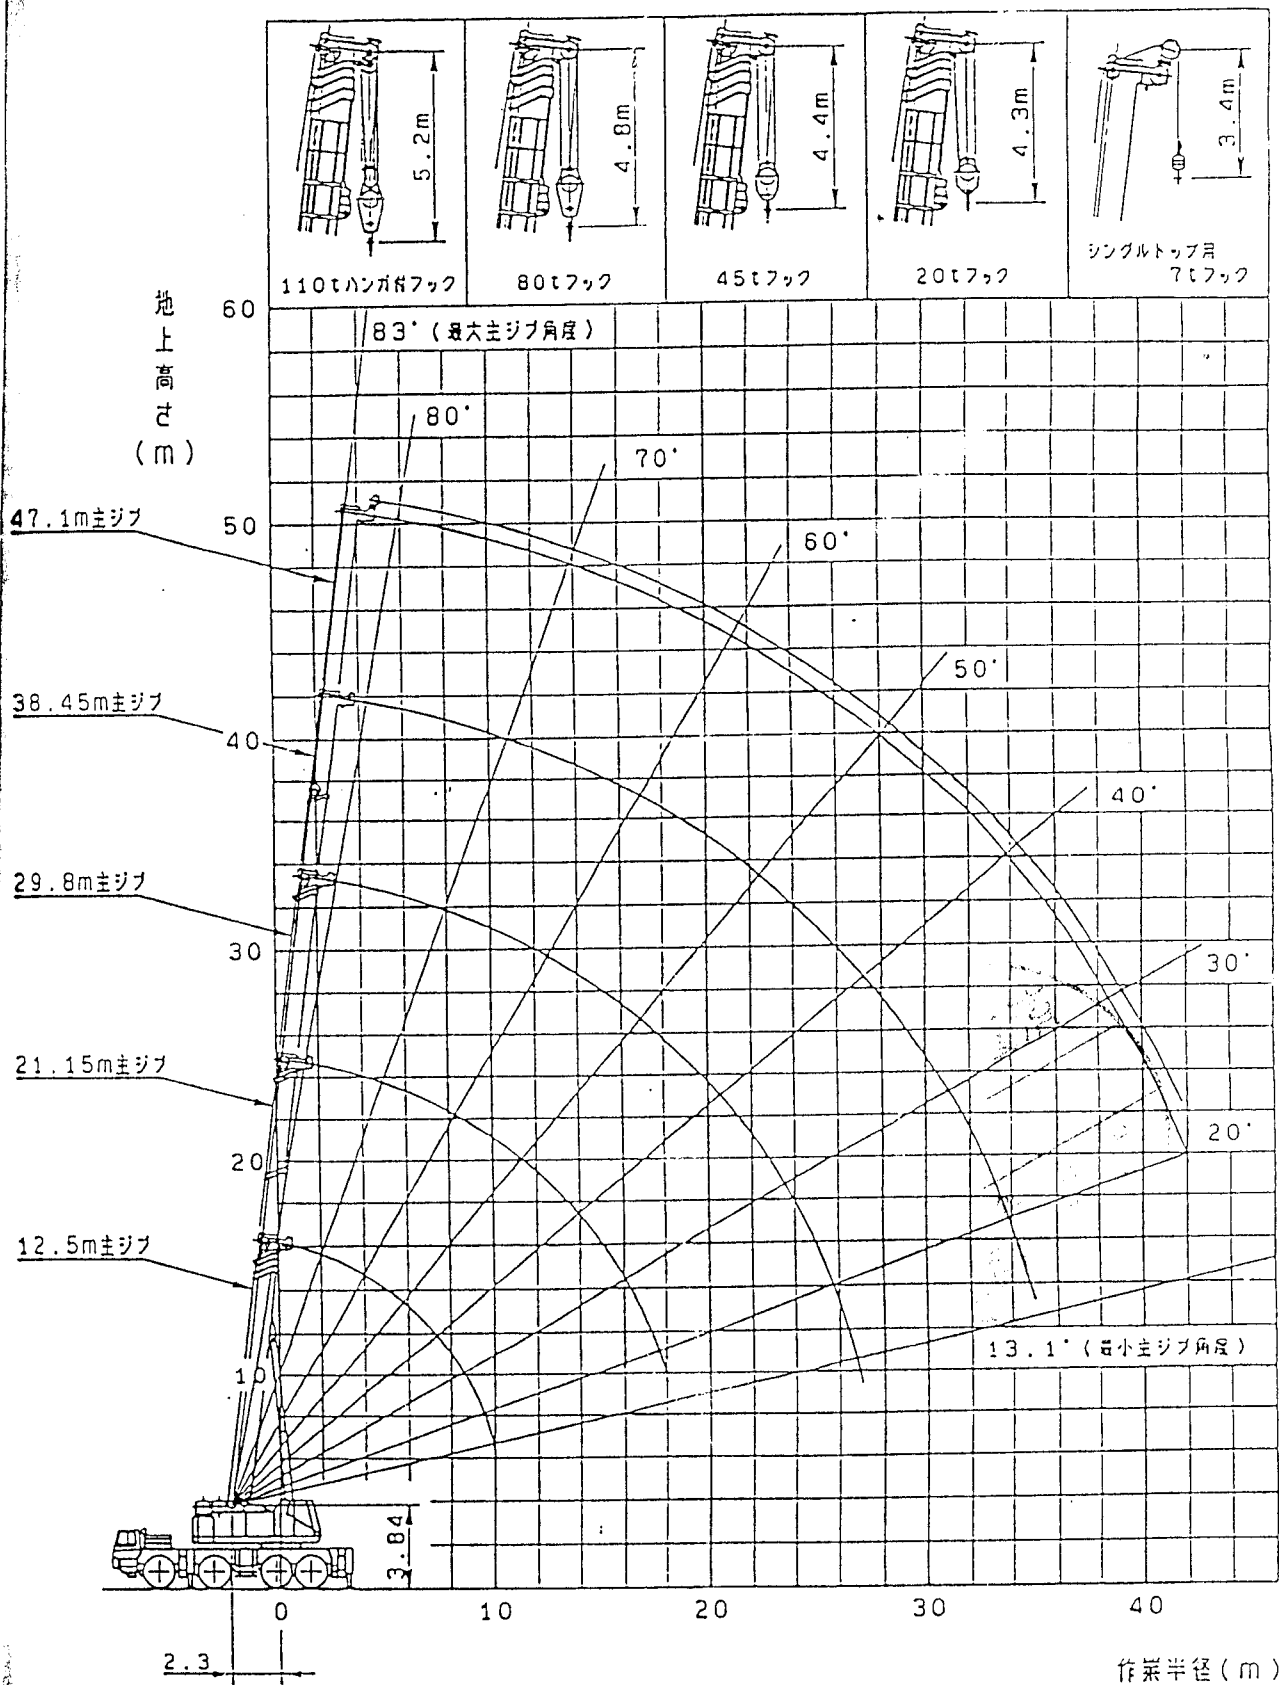 5.2m
4.8m
4.4m
4.3m
3.4m
110tハンガ付フック
80tフック
45tフック
20tフック
シングルトップ用
7tフック
地上高さ
(m)
60
83°(最大主ジブ角度)
80°
70°
47.1m主ジブ
50
60°
50°
38.45m主ジブ
40
40°
29.8m主ジブ
30
30°
21.15m主ジブ
20
20°
12.5m主ジブ
13.1°(最小主ジブ角度)
10
3.84
0
10
20
30
40
2.3
作業半径(m)